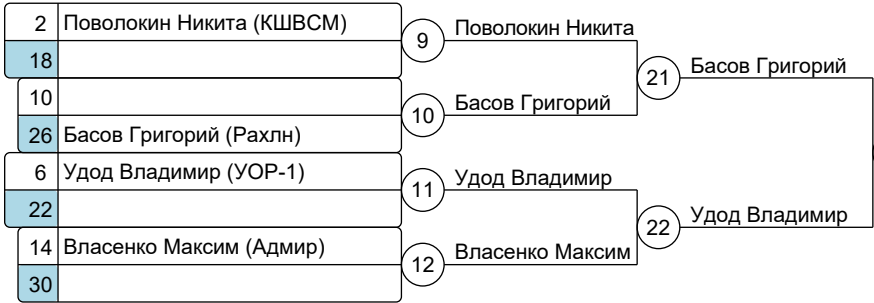 2 Поволокин Никита (КШВСМ)
9 Поволокин Никита
18
21 Басов Григорий
10
10 Басов Григорий
26 Басов Григорий (Рахлн)
6 Удод Владимир (УОР-1)
11 Удод Владимир
22
22 Удод Владимир
14 Власенко Максим (Адмир)
12 Власенко Максим
30